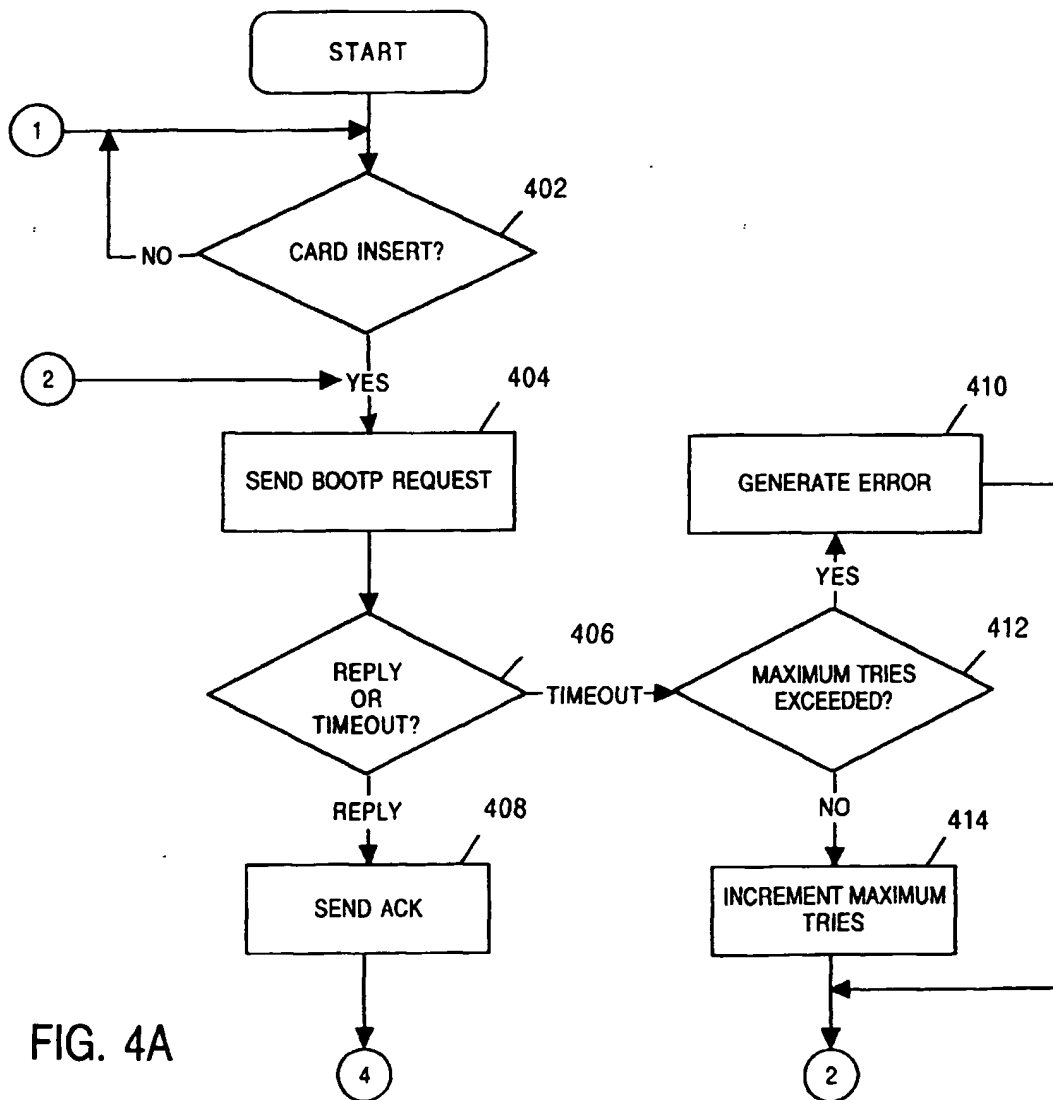 START
1
402
CARD INSERT?
NO
2
YES
404
410
SEND BOOTP REQUEST
GENERATE ERROR
YES
406
412
REPLY
OR
TIMEOUT?
TIMEOUT
MAXIMUM TRIES
EXCEEDED?
REPLY
NO
408
414
SEND ACK
INCREMENT MAXIMUM
TRIES
FIG. 4A
4
2